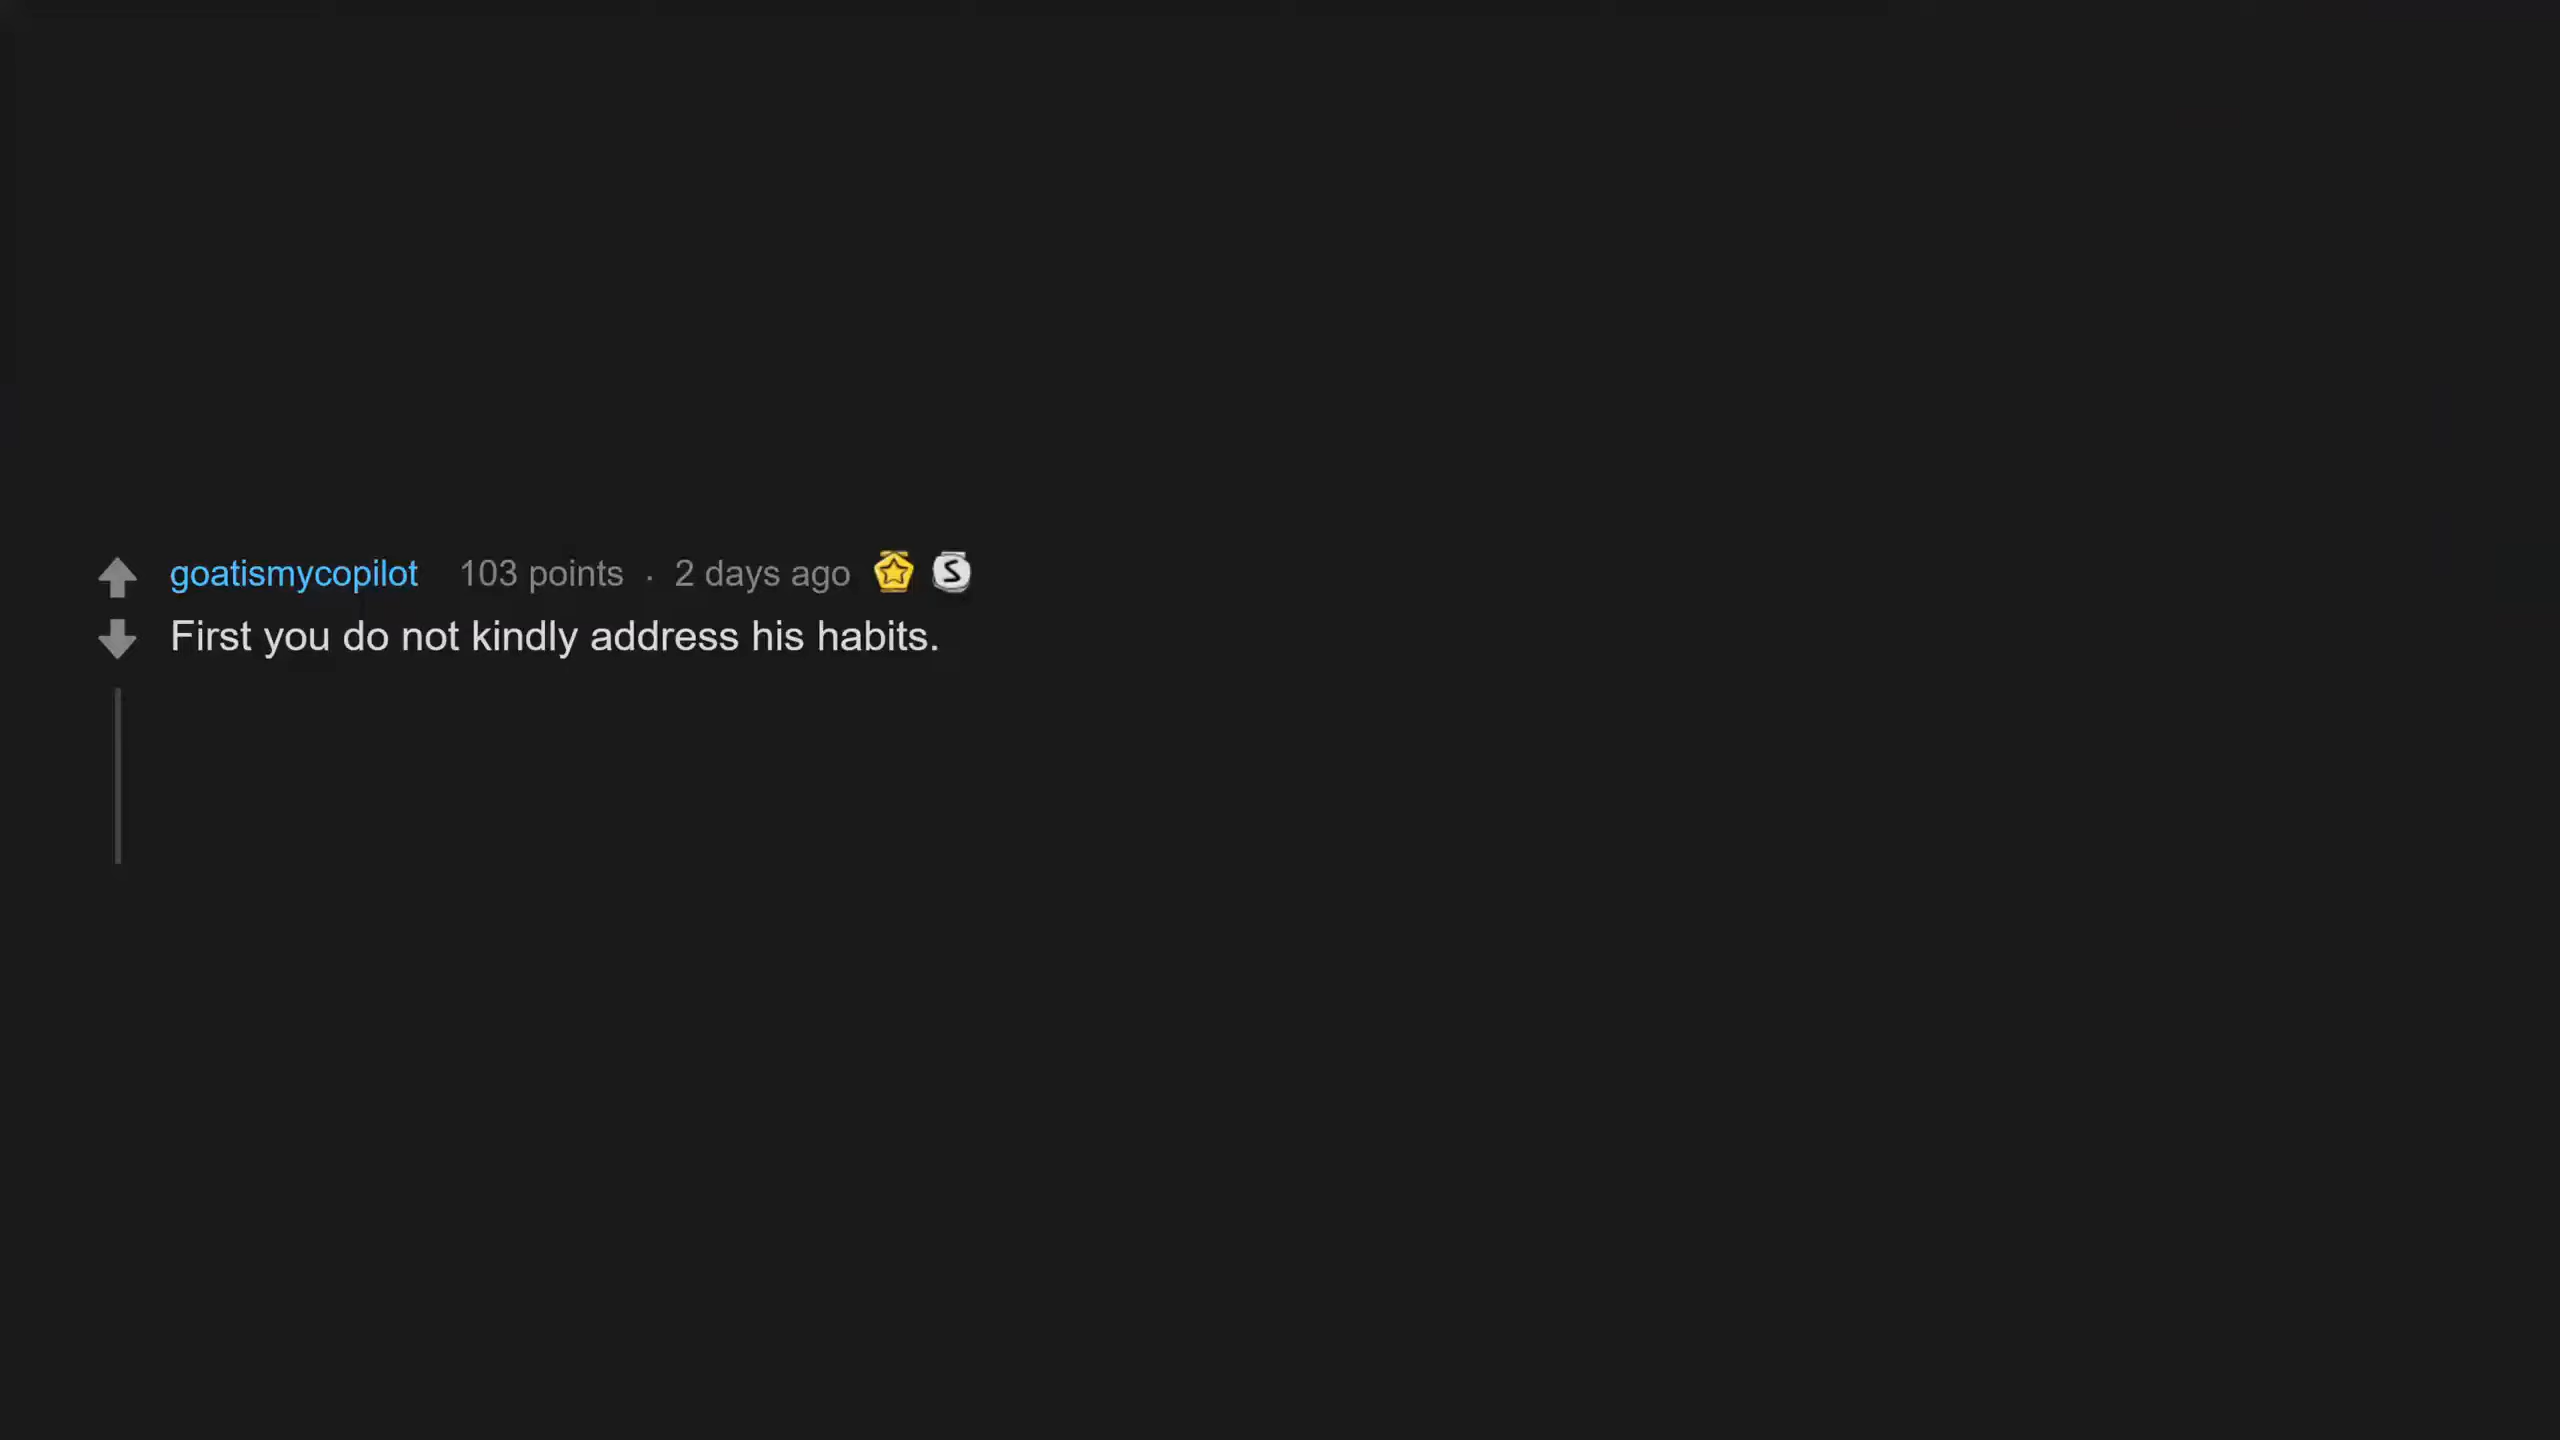 goatismycopilot 103 points · 2 days ago S
First you do not kindly address his habits.